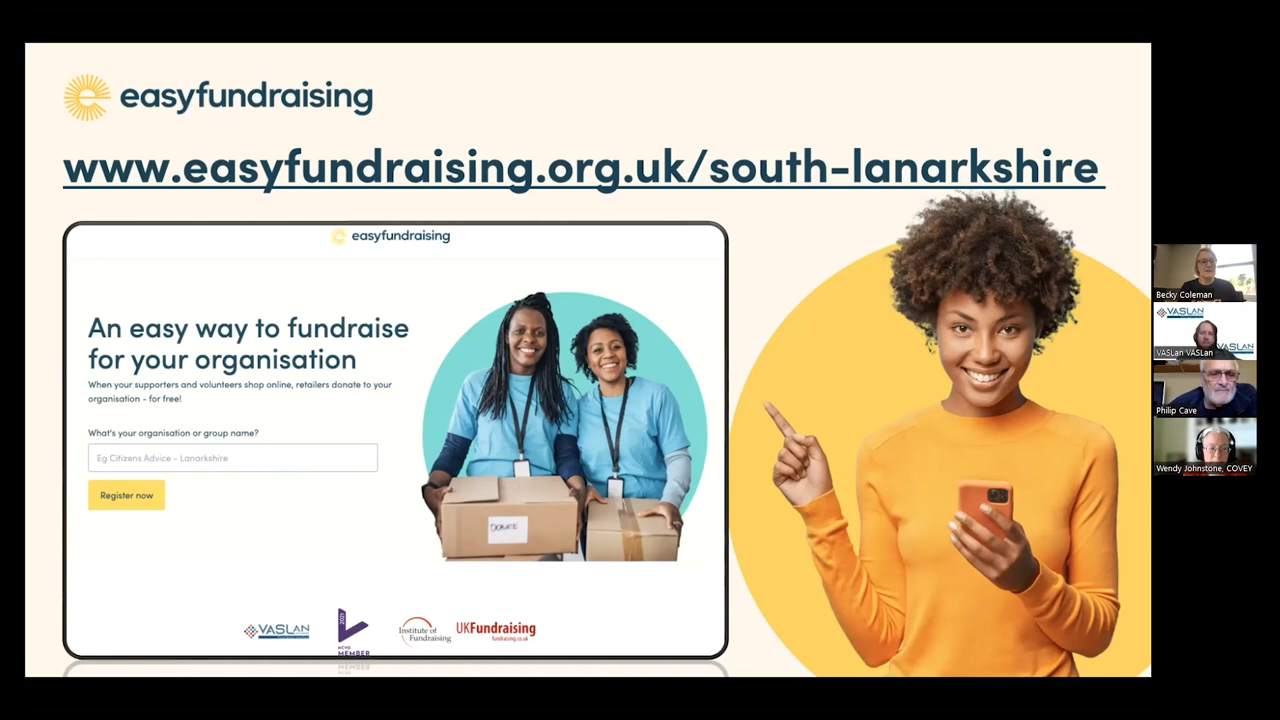 easyfundraising
www.easyfundraising.org.uk/south-lanarkshire
easyfundraising
An easy way to fundraise
for your organisation
When your supporters and volunteers shop online, retailers donate to your
organisation - for free!
What's your organisation or group name?
Eg Citizens Advice - Lanarkshire
Register now
DONATE
VASLan
2021
NCVO
MEMBER
Institute of
Fundraising
UKFundraising
fundraising.co.uk
Becky Coleman
VASLan
VASLan
VASLan VASLan
Philip Cave
Wendy Johnstone, COVEY